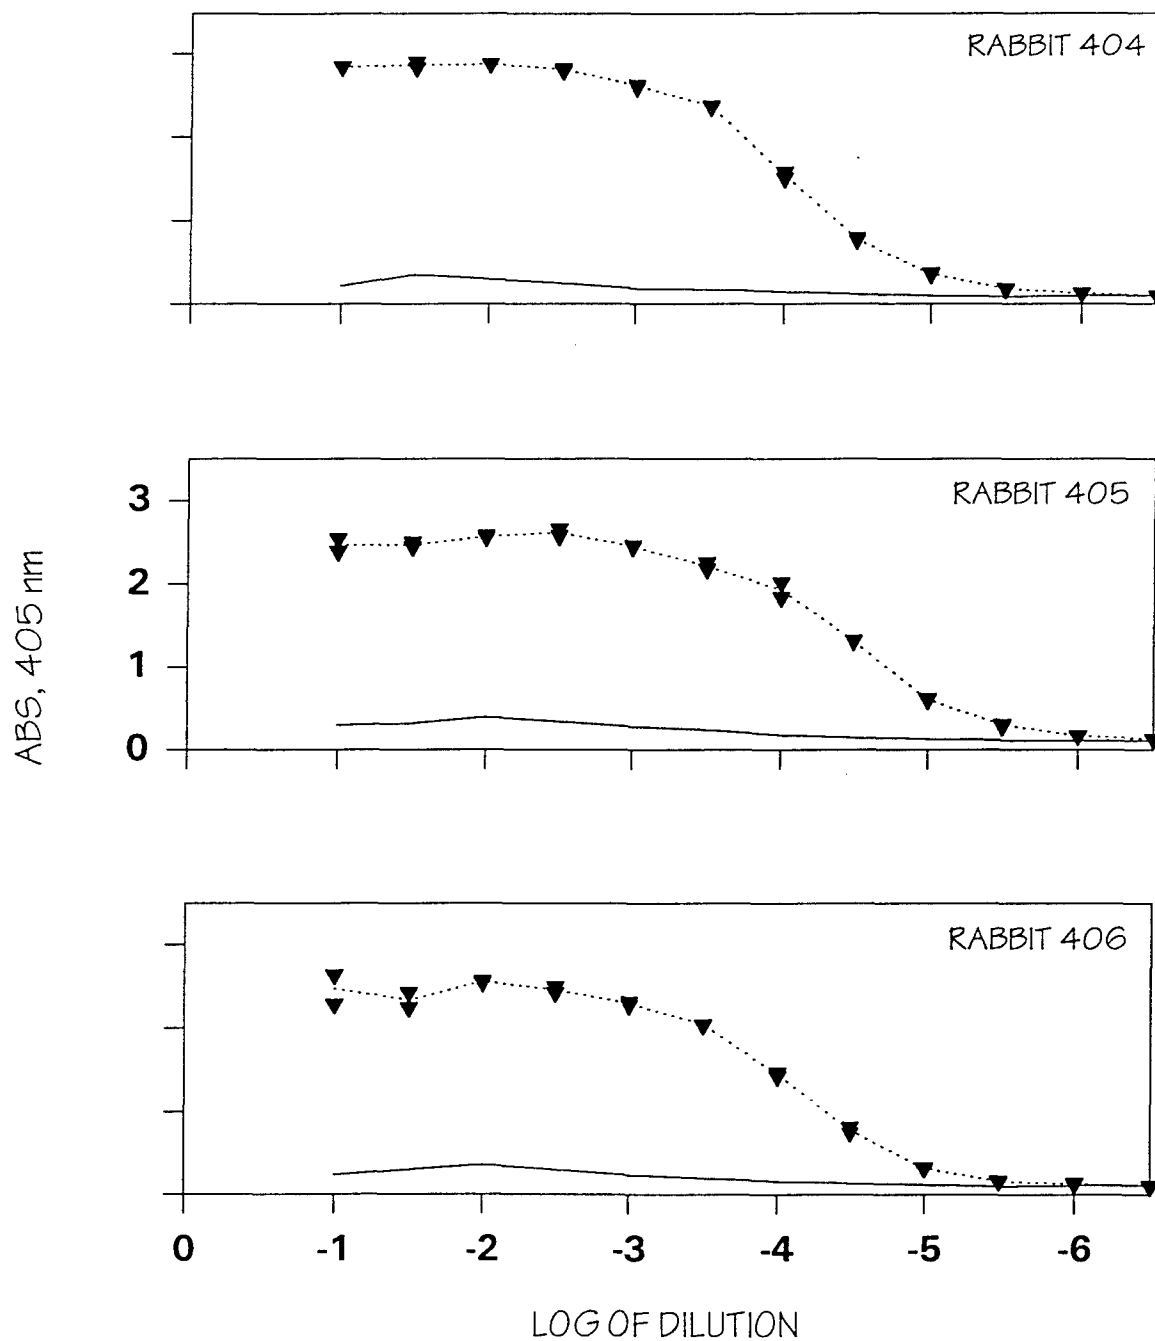 RABBIT 404
RABBIT 405
3
2
1
0
ABS, 405 nm
RABBIT 406
0 -1 -2 -3 -4 -5 -6
LOG OF DILUTION